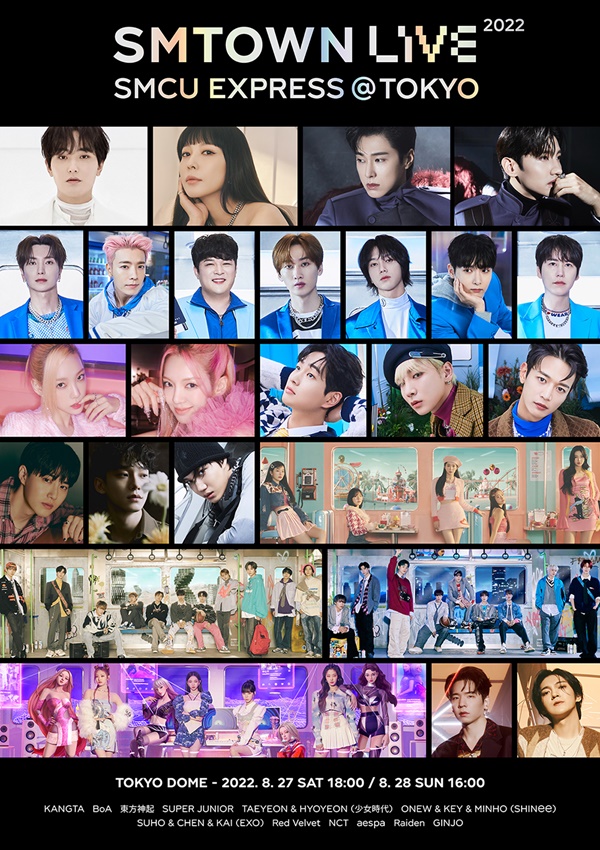 SMTOWN LIVE 2022
SMCU EXPRESS @TOKYO
TOKYO DOME - 2022. 8. 27 SAT 18:00 / 8. 28 SUN 16:00
KANGTA BoA 東方神起 SUPER JUNIOR TAEYEON & HYOYEON (少女時代) ONEW & KEY & MINHO (SHINee)
SUHO & CHEN & KAI (EXO) Red Velvet NCT aespa Raiden GINJO